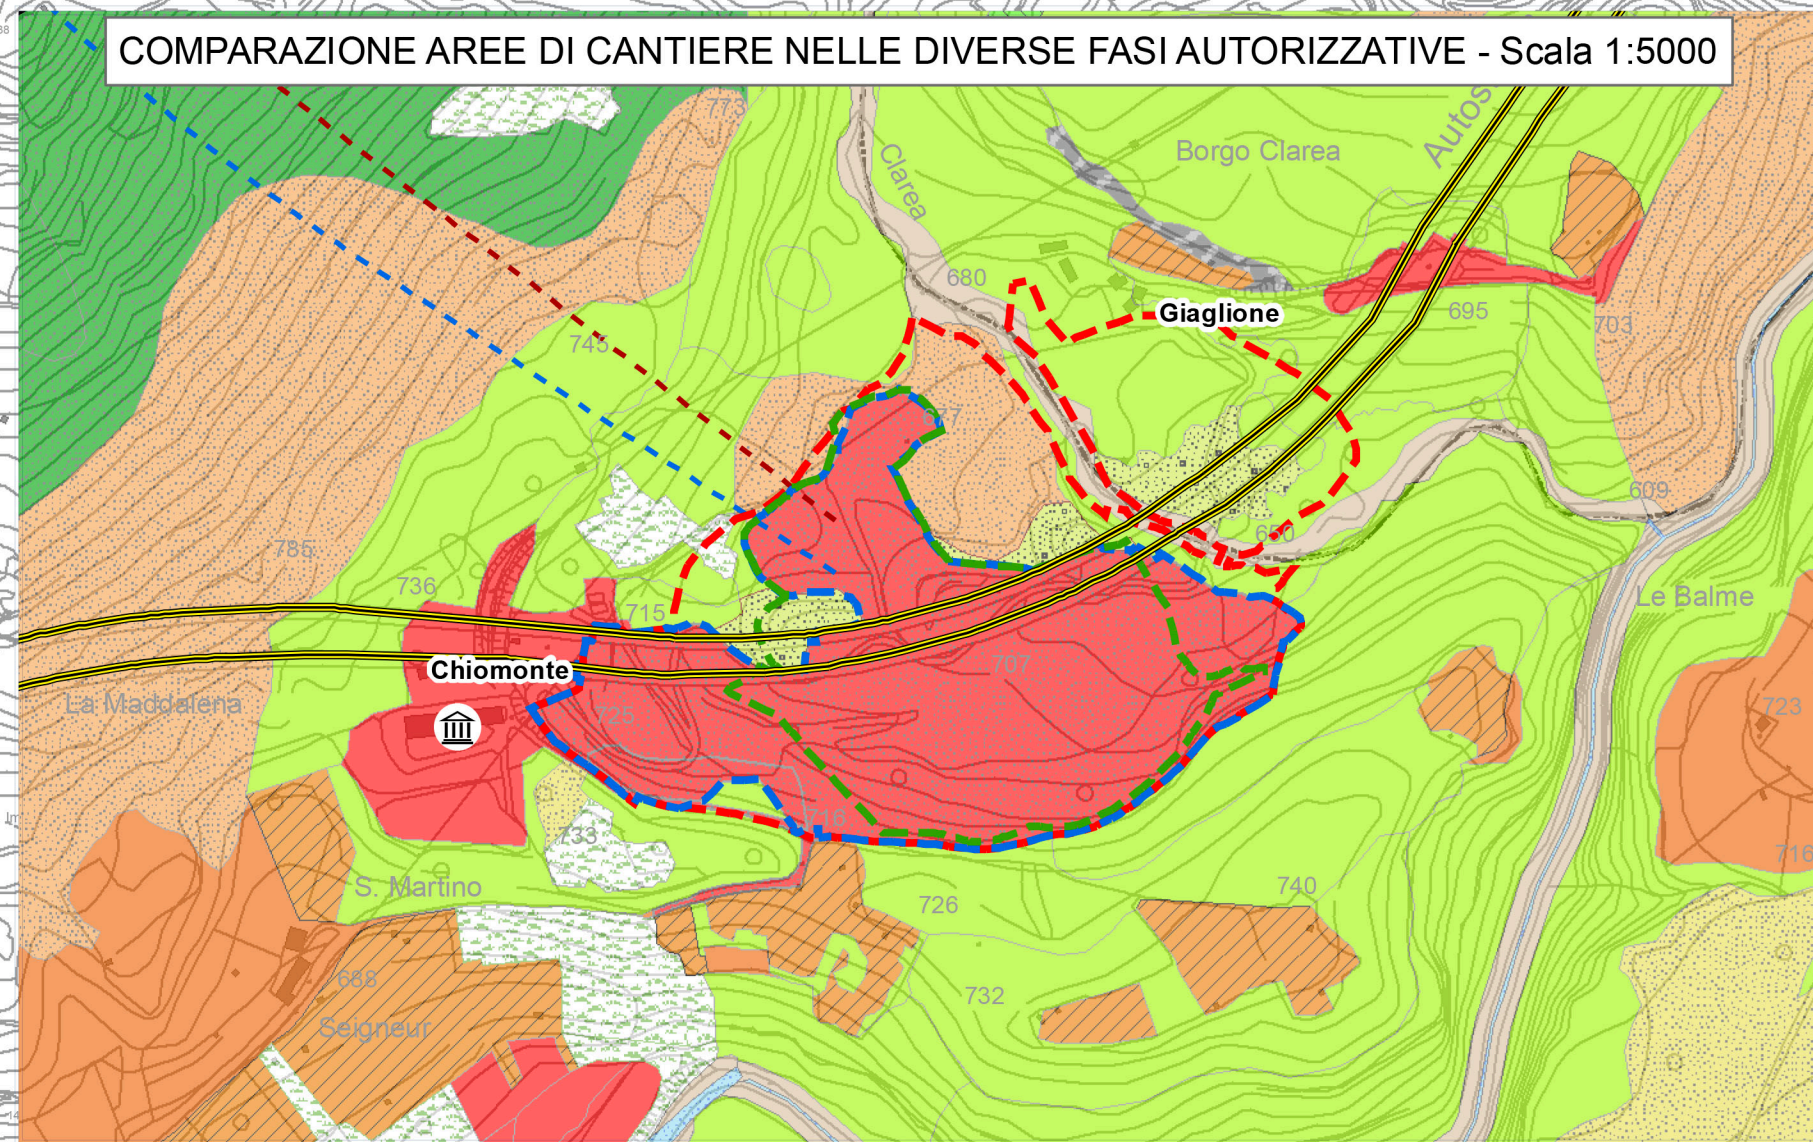 COMPARAZIONE AREE DI CANTIERE NELLE DIVERSE FASI AUTORIZZATIVE - Scala 1:5000
773
Autos
Borgo Clarea
Clarea
680
Giaglione
695
703
745
677
609
650
785
736
Le Balme
715
707
Chiomonte
La Maddalena
725
723
716
733
716
S. Martino
740
726
688
732
Seigneur